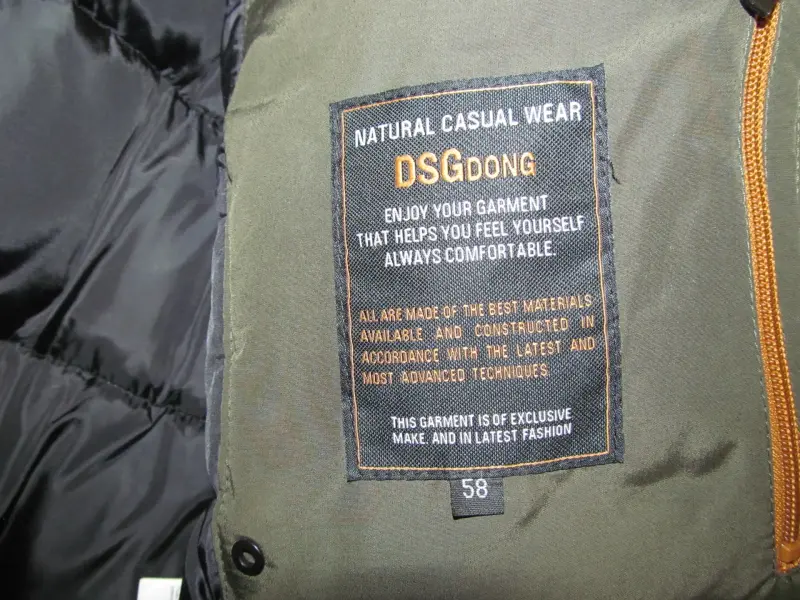 NATURAL CASUAL WEAR
DSGDONG
ENJOY YOUR GARMENT
THAT HELPS YOU FEEL YOURSELF
ALWAYS COMFORTABLE.
ALL ARE MADE OF THE BEST MATERIALS
AVAILABLE AND CONSTRUCTED IN
ACCORDANCE WITH THE LATEST AND
MOST ADVANCED TECHNIQUES
THIS GARMENT IS OF EXCLUSIVE
MAKE. AND IN LATEST FASHION
58